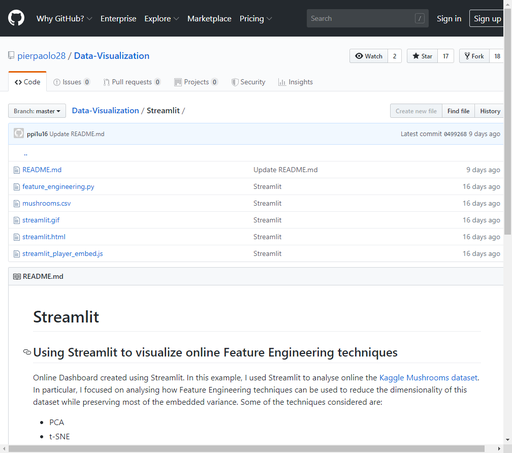 Why GitHub? Enterprise Explore Marketplace Pricing Search / Sign in Sign up
pierpaolo28 / Data-Visualization Watch 2 Star 17 Fork 18
Code Issues 0 Pull requests 0 Projects 0 Security Insights
Branch: master Data-Visualization / Streamlit / Create new file Find file History
ppi1u16 Update README.md Latest commit 0499268 9 days ago
..
README.md Update README.md 9 days ago
feature_engineering.py Streamlit 16 days ago
mushrooms.csv Streamlit 16 days ago
streamlit.gif Streamlit 16 days ago
streamlit.html Streamlit 16 days ago
streamlit_player_embed.js Streamlit 16 days ago
README.md
Streamlit
Using Streamlit to visualize online Feature Engineering techniques
Online Dashboard created using Streamlit. In this example, I used Streamlit to analyse online the Kaggle Mushrooms dataset.
In particular, I focused on analysing how Feature Engineering techniques can be used to reduce the dimensionality of this
dataset while preserving most of the embedded variance. Some of the techniques considered are:
• PCA
• t-SNE